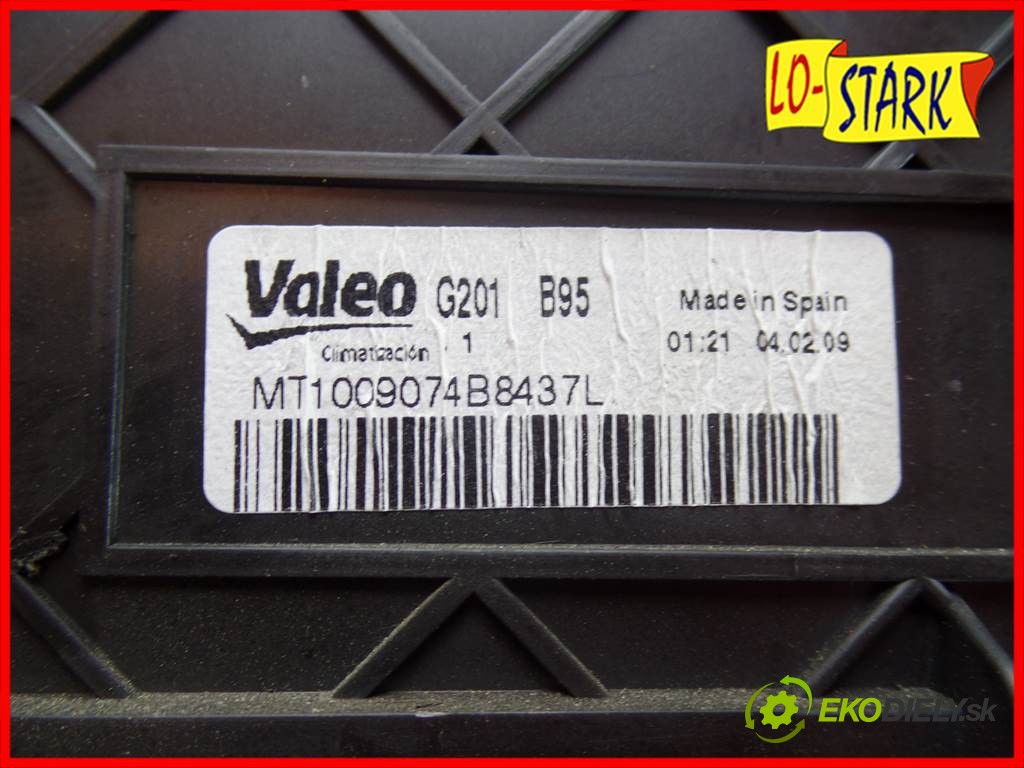 LO-STARK
Valeo G201 B95 Made in Spain
Climatización 1 01:21 04.02.09
MT1009074B8437L
EKODIELY.sk